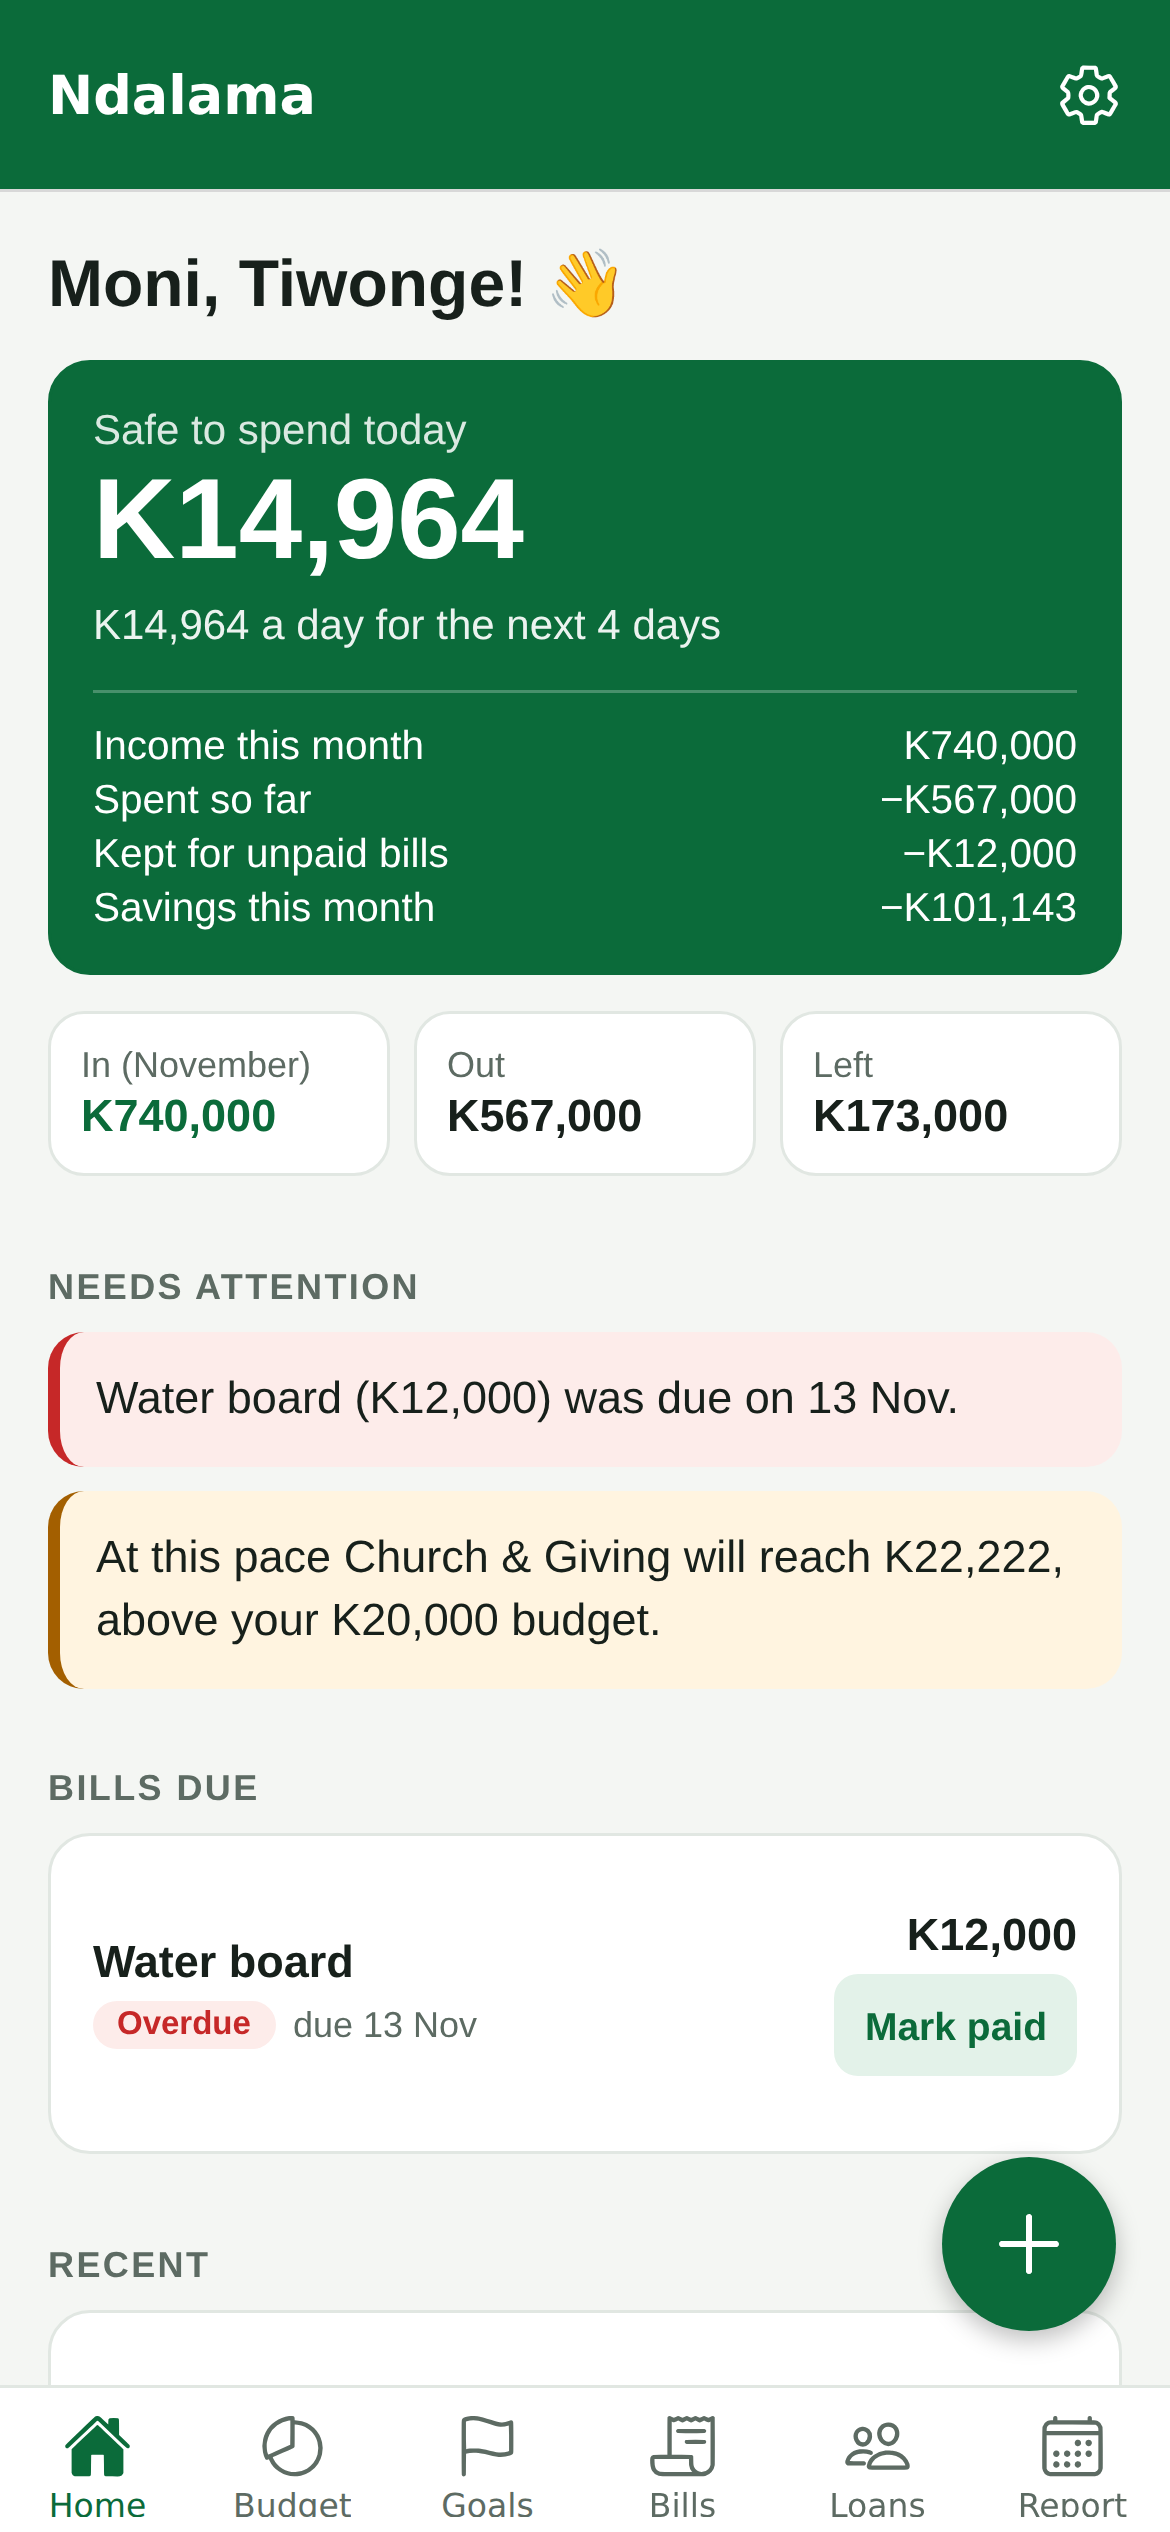 Ndalama
Moni, Tiwonge! 👋
Safe to spend today
K14,964
K14,964 a day for the next 4 days
Income this month K740,000
Spent so far −K567,000
Kept for unpaid bills −K12,000
Savings this month −K101,143
In (November) Out Left
K740,000 K567,000 K173,000
NEEDS ATTENTION
Water board (K12,000) was due on 13 Nov.
At this pace Church & Giving will reach K22,222,
above your K20,000 budget.
BILLS DUE
K12,000
Water board
Overdue due 13 Nov
Mark paid
RECENT
Home Budget Goals Bills Loans Report